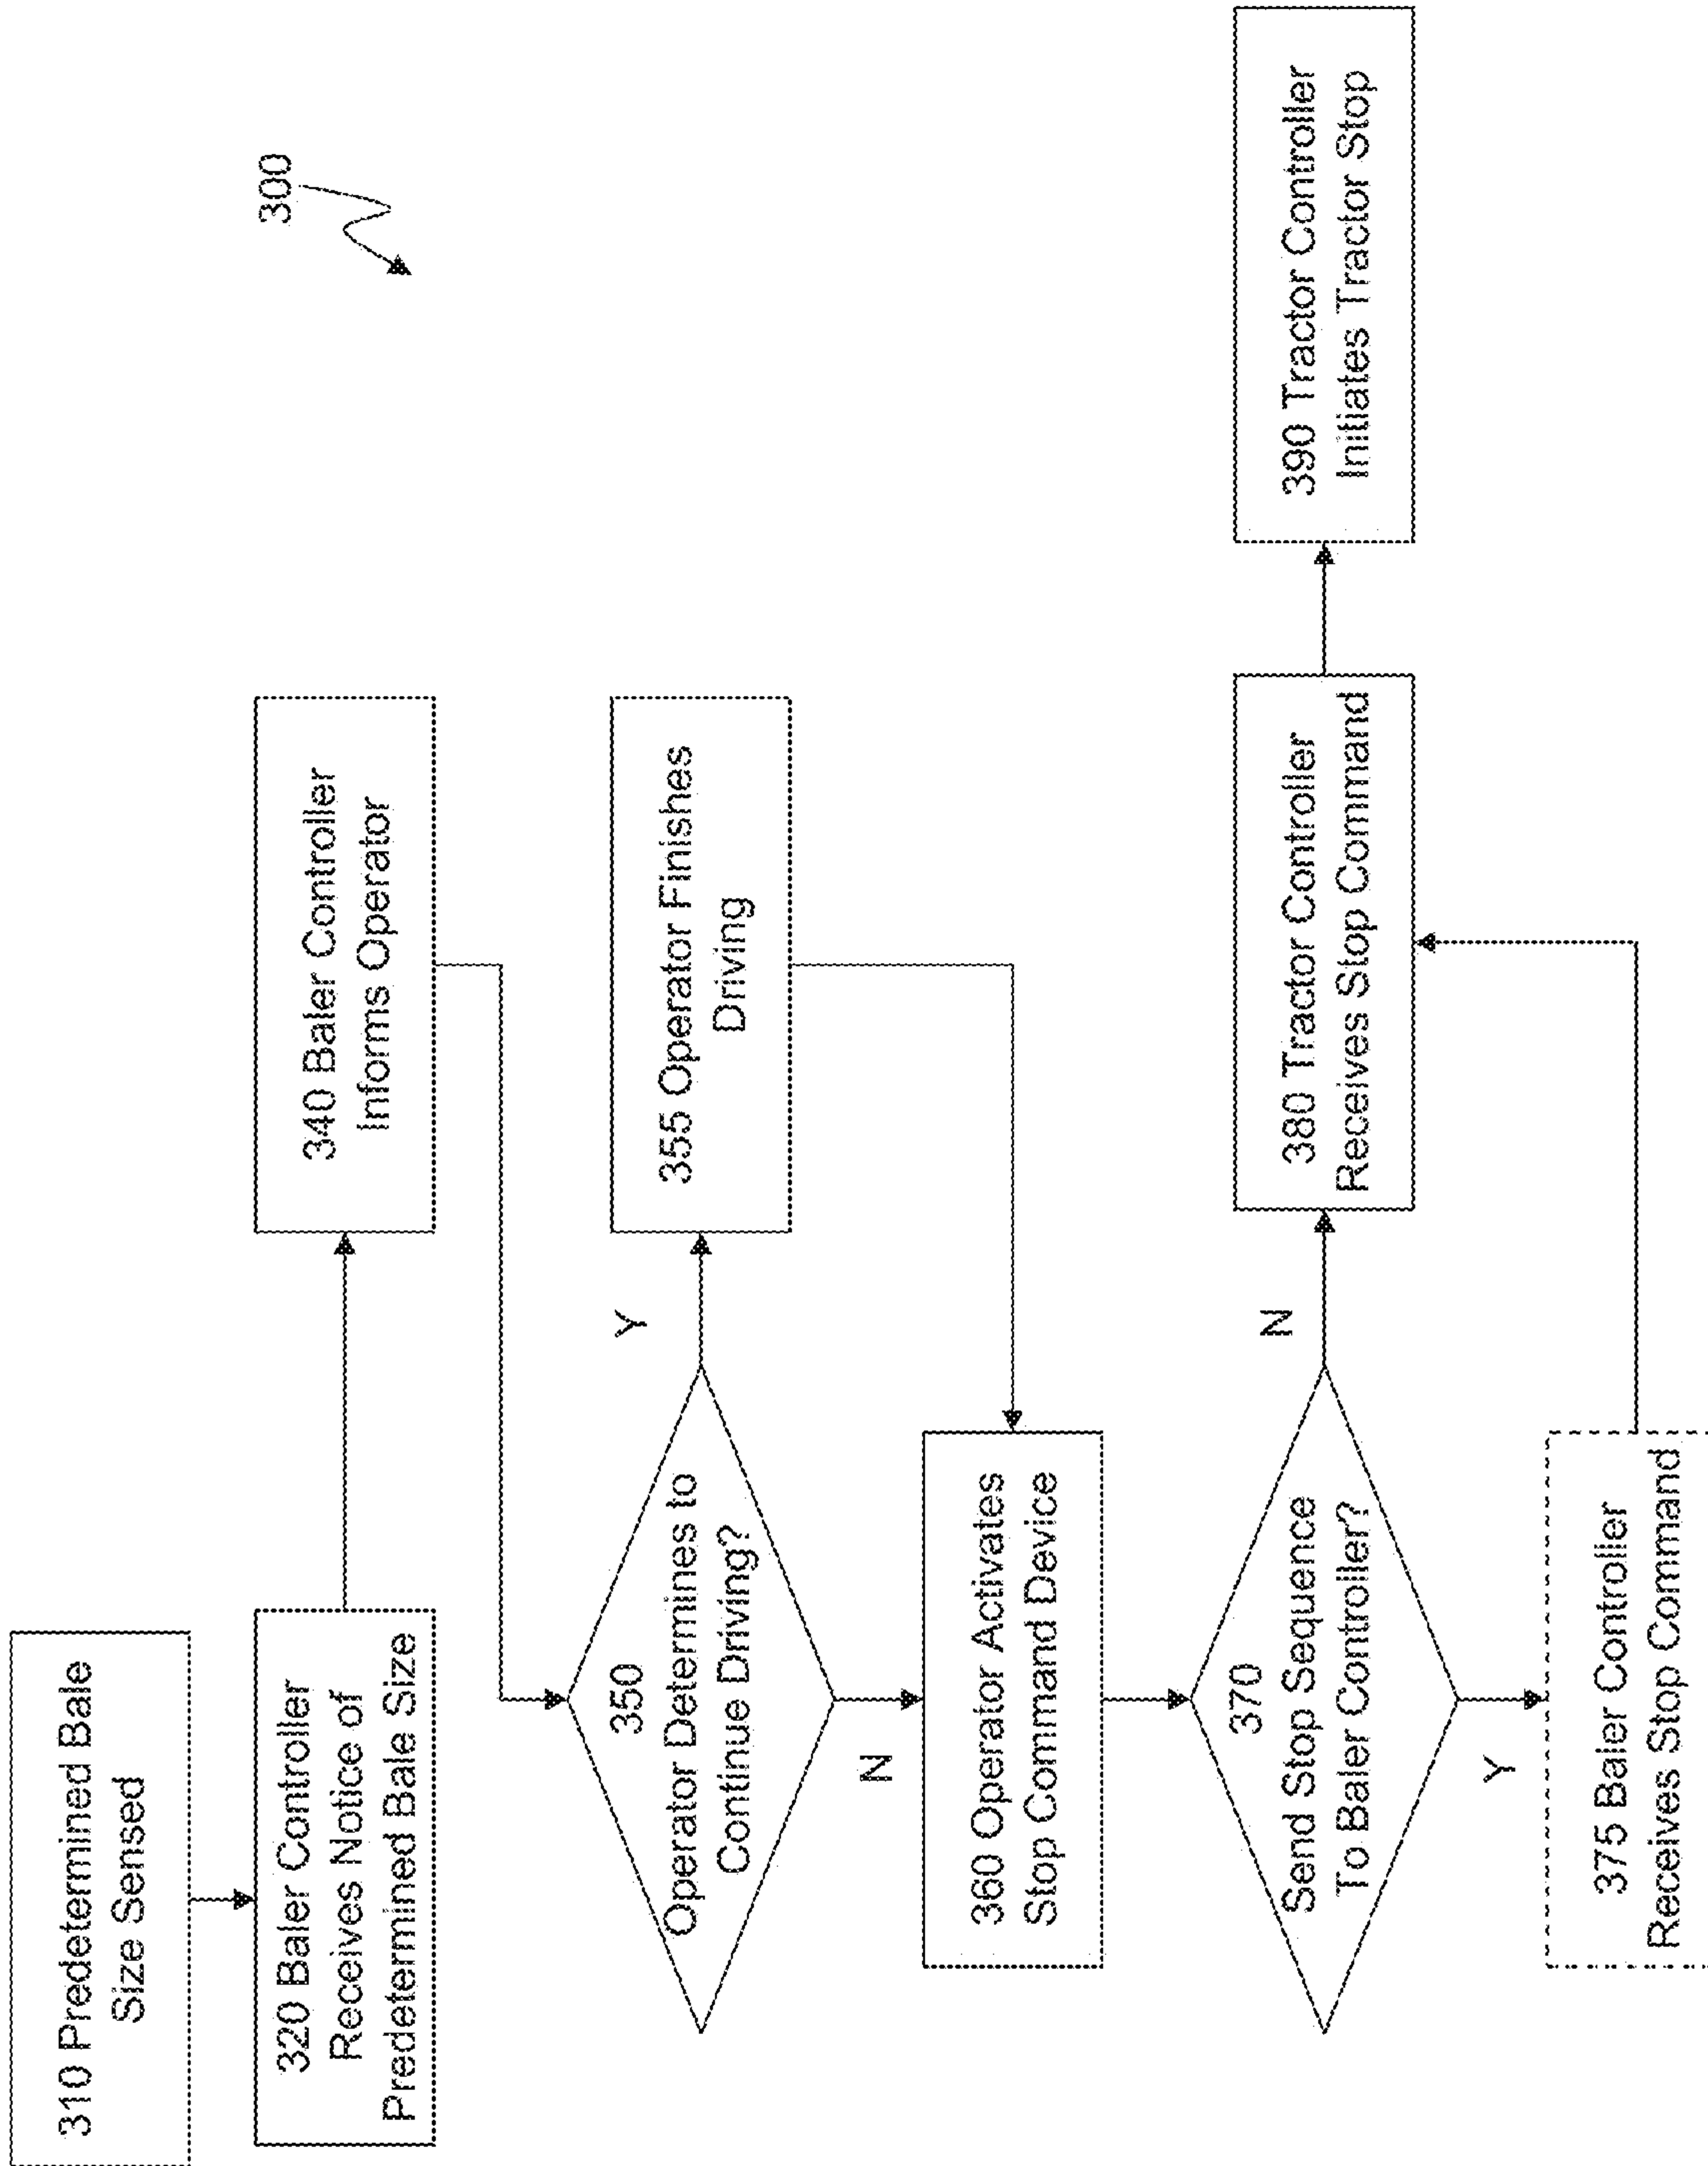 300
310 Predetermined Bale
Size Sensed
320 Baler Controller
Receives Notice of
Predetermined Bale Size
340 Baler Controller
Informs Operator
350
Operator Determines to
Continue Driving?
Y
355 Operator Finishes
Driving
N
360 Operator Activates
Stop Command Device
370
Send Stop Sequence
To Baler Controller?
N
380 Tractor Controller
Receives Stop Command
390 Tractor Controller
Initiates Tractor Stop
Y
375 Baler Controller
Receives Stop Command